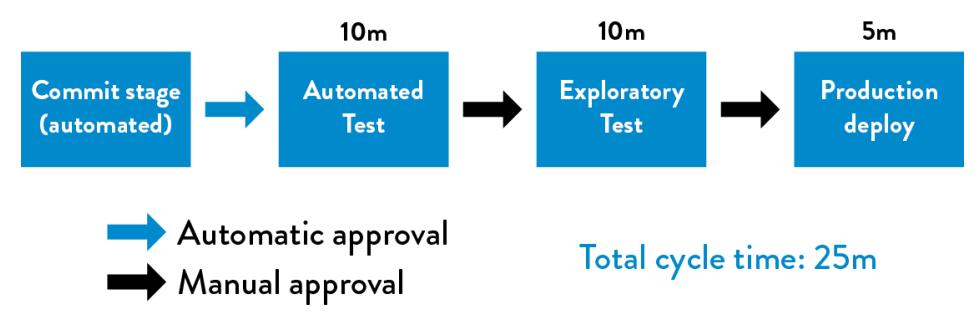 10m
10m
5m
Commit stage
(automated)
Automated
Test
Exploratory
Test
Production
deploy
Automatic approval
Manual approval
Total cycle time: 25m